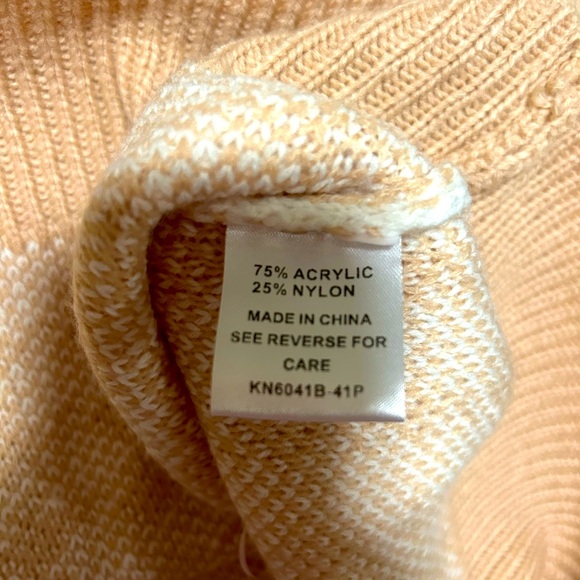 75% ACRYLIC
25% NYLON
MADE IN CHINA
SEE REVERSE FOR
CARE
KN6041B-41P